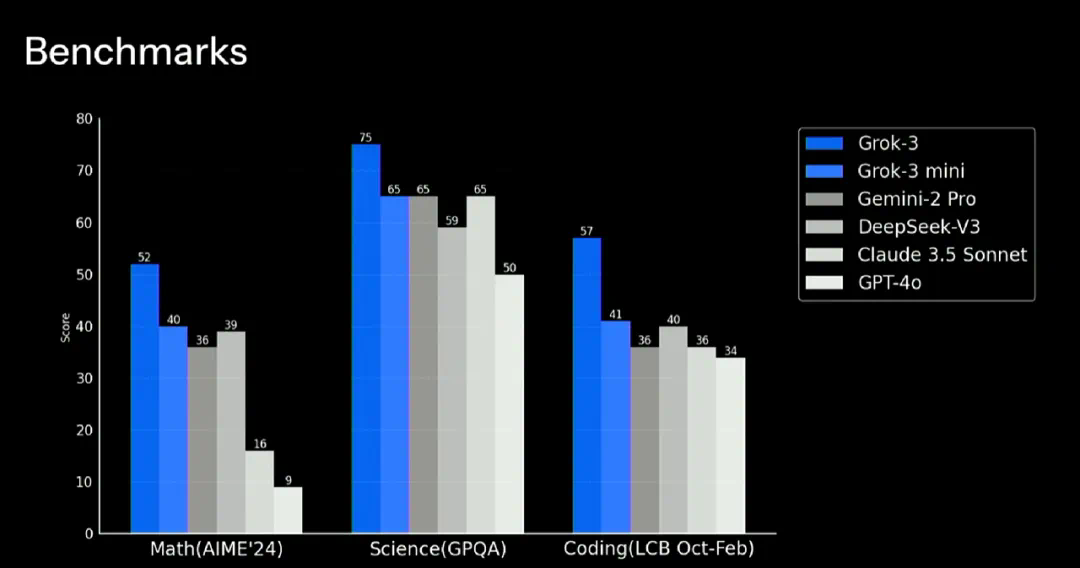 Benchmarks
80
70
60
50
40
30
20
10
0
Score
52
40
36
39
16
9
75
65
65
59
65
50
57
41
36
40
36
34
Math(AIME'24)
Science(GPQA)
Coding(LCB Oct-Feb)
Grok-3
Grok-3 mini
Gemini-2 Pro
DeepSeek-V3
Claude 3.5 Sonnet
GPT-4o